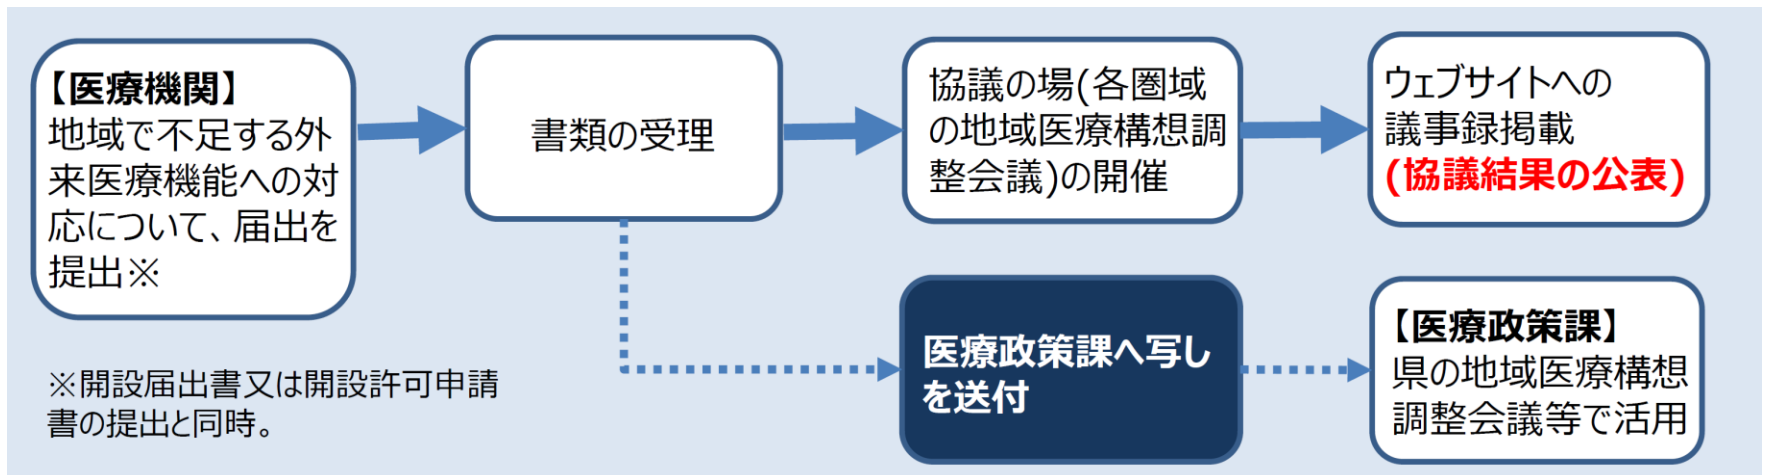 【医療機関】
地域で不足する外
来医療機能への対
応について、届出を
提出※
書類の受理
協議の場(各圏域
の地域医療構想調
整会議)の開催
ウェブサイトへの
議事録掲載
(協議結果の公表)
医療政策課へ写し
を送付
【医療政策課】
県の地域医療構想
調整会議等で活用
※開設届出書又は開設許可申請
書の提出と同時。